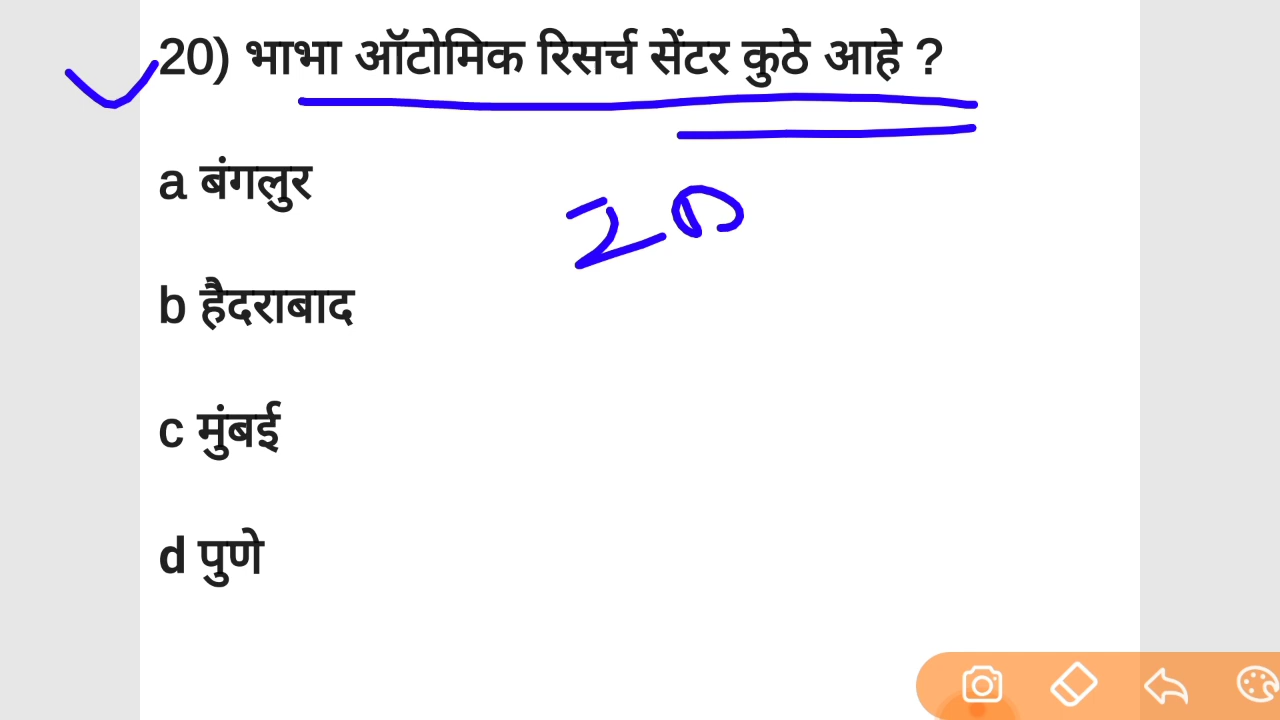 20) भाभा ऑटोमिक रिसर्च सेंटर कुठे आहे ?
a बंगलुर
20
b हैदराबाद
c मुंबई
d पुणे